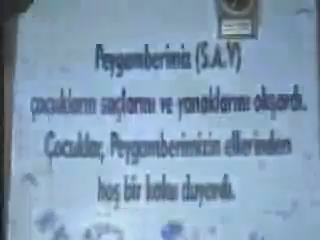 Peygamberimiz (S.A.V)
çocukların saçlarını ve yanaklarını okşardı.
Çocuklar, Peygamberimizin ellerinden
hoş bir koku duyardı.